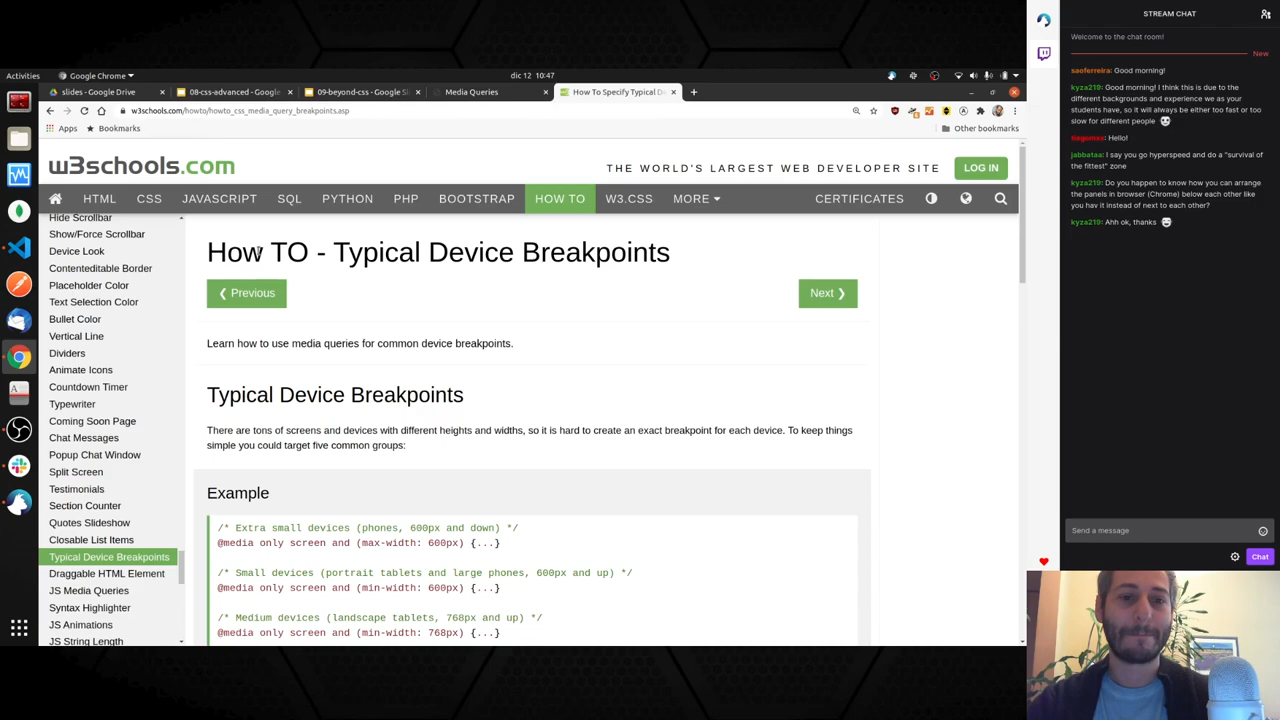 Activities
Google Chrome
dic 12 10:47
slides - Google Drive
08-css-advanced - Google
09-beyond-css - Google Sl
Media Queries
How To Specify Typical D
w3schools.com/howto/howto_css_media_query_breakpoints.asp
Apps
Bookmarks
Other bookmarks
w3schools.com
THE WORLD'S LARGEST WEB DEVELOPER SITE
LOG IN
HTML
CSS
JAVASCRIPT
SQL
PYTHON
PHP
BOOTSTRAP
HOW TO
W3.CSS
MORE
CERTIFICATES
Hide Scrollbar
Show/Force Scrollbar
Device Look
Contenteditable Border
Placeholder Color
Text Selection Color
Bullet Color
Vertical Line
Dividers
Animate Icons
Countdown Timer
Typewriter
Coming Soon Page
Chat Messages
Popup Chat Window
Split Screen
Testimonials
Section Counter
Quotes Slideshow
Closable List Items
Typical Device Breakpoints
Draggable HTML Element
JS Media Queries
Syntax Highlighter
JS Animations
JS String Length
How TO - Typical Device Breakpoints
❮ Previous
Next ❯
Learn how to use media queries for common device breakpoints.
Typical Device Breakpoints
There are tons of screens and devices with different heights and widths, so it is hard to create an exact breakpoint for each device. To keep things
simple you could target five common groups:
Example
/* Extra small devices (phones, 600px and down) */
@media only screen and (max-width: 600px) {...}
/* Small devices (portrait tablets and large phones, 600px and up) */
@media only screen and (min-width: 600px) {...}
/* Medium devices (landscape tablets, 768px and up) */
@media only screen and (min-width: 768px) {...}
STREAM CHAT
Welcome to the chat room!
New
saoferreira: Good morning!
kyza219: Good morning! I think this is due to the
different backgrounds and experience we as your
students have, so it will always be either too fast or too
slow for different people
Hello!
jabbataa: I say you go hyperspeed and do a "survival of
the fittest" zone
kyza219: Do you happen to know how you can arrange
the panels in browser (Chrome) below each other like
you hav it instead of next to each other?
kyza219: Ahh ok, thanks
Send a message
Chat